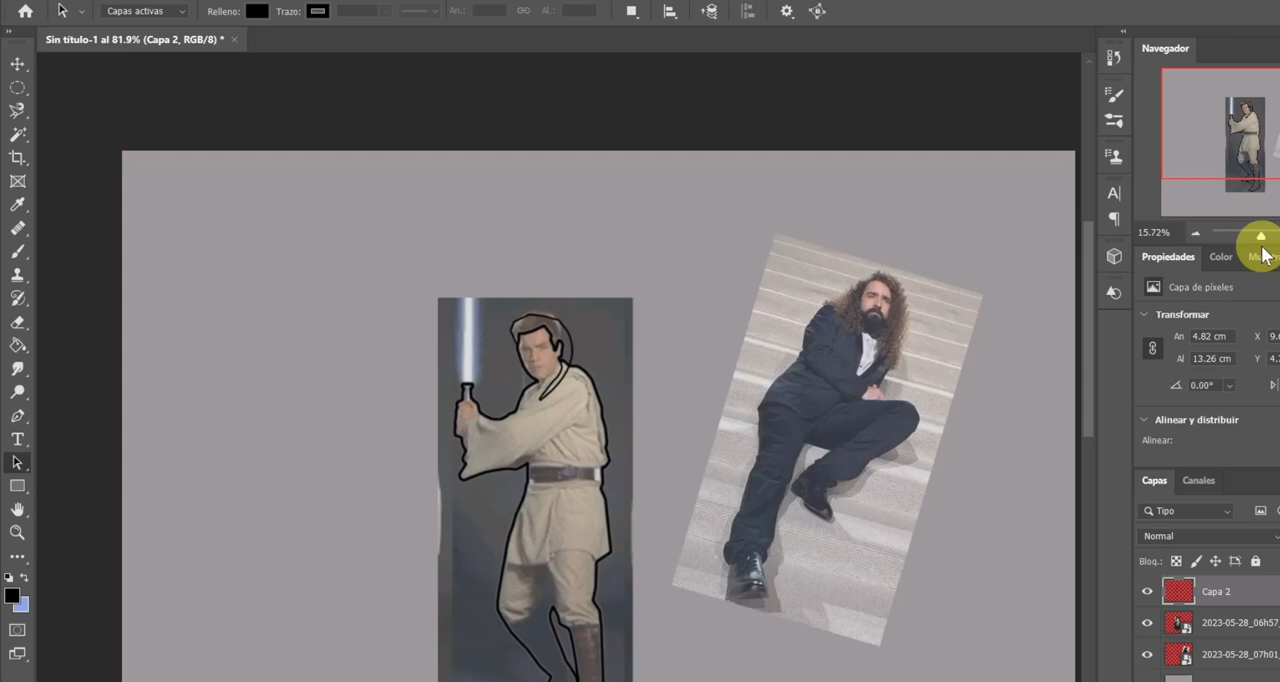 Capas activas
Relleno:
Trazo:
An.:
Al.:
Sin título-1 al 81.9% (Capa 2, RGB/8) *
Navegador
15.72%
Propiedades
Color
Capa de píxeles
Transformar
An 4.82 cm X
Al 13.26 cm Y
0.00°
Alinear y distribuir
Alinear:
Capas
Canales
Tipo
Normal
Bloq.:
Capa 2
2023-05-28_06h57
2023-05-28_07h01